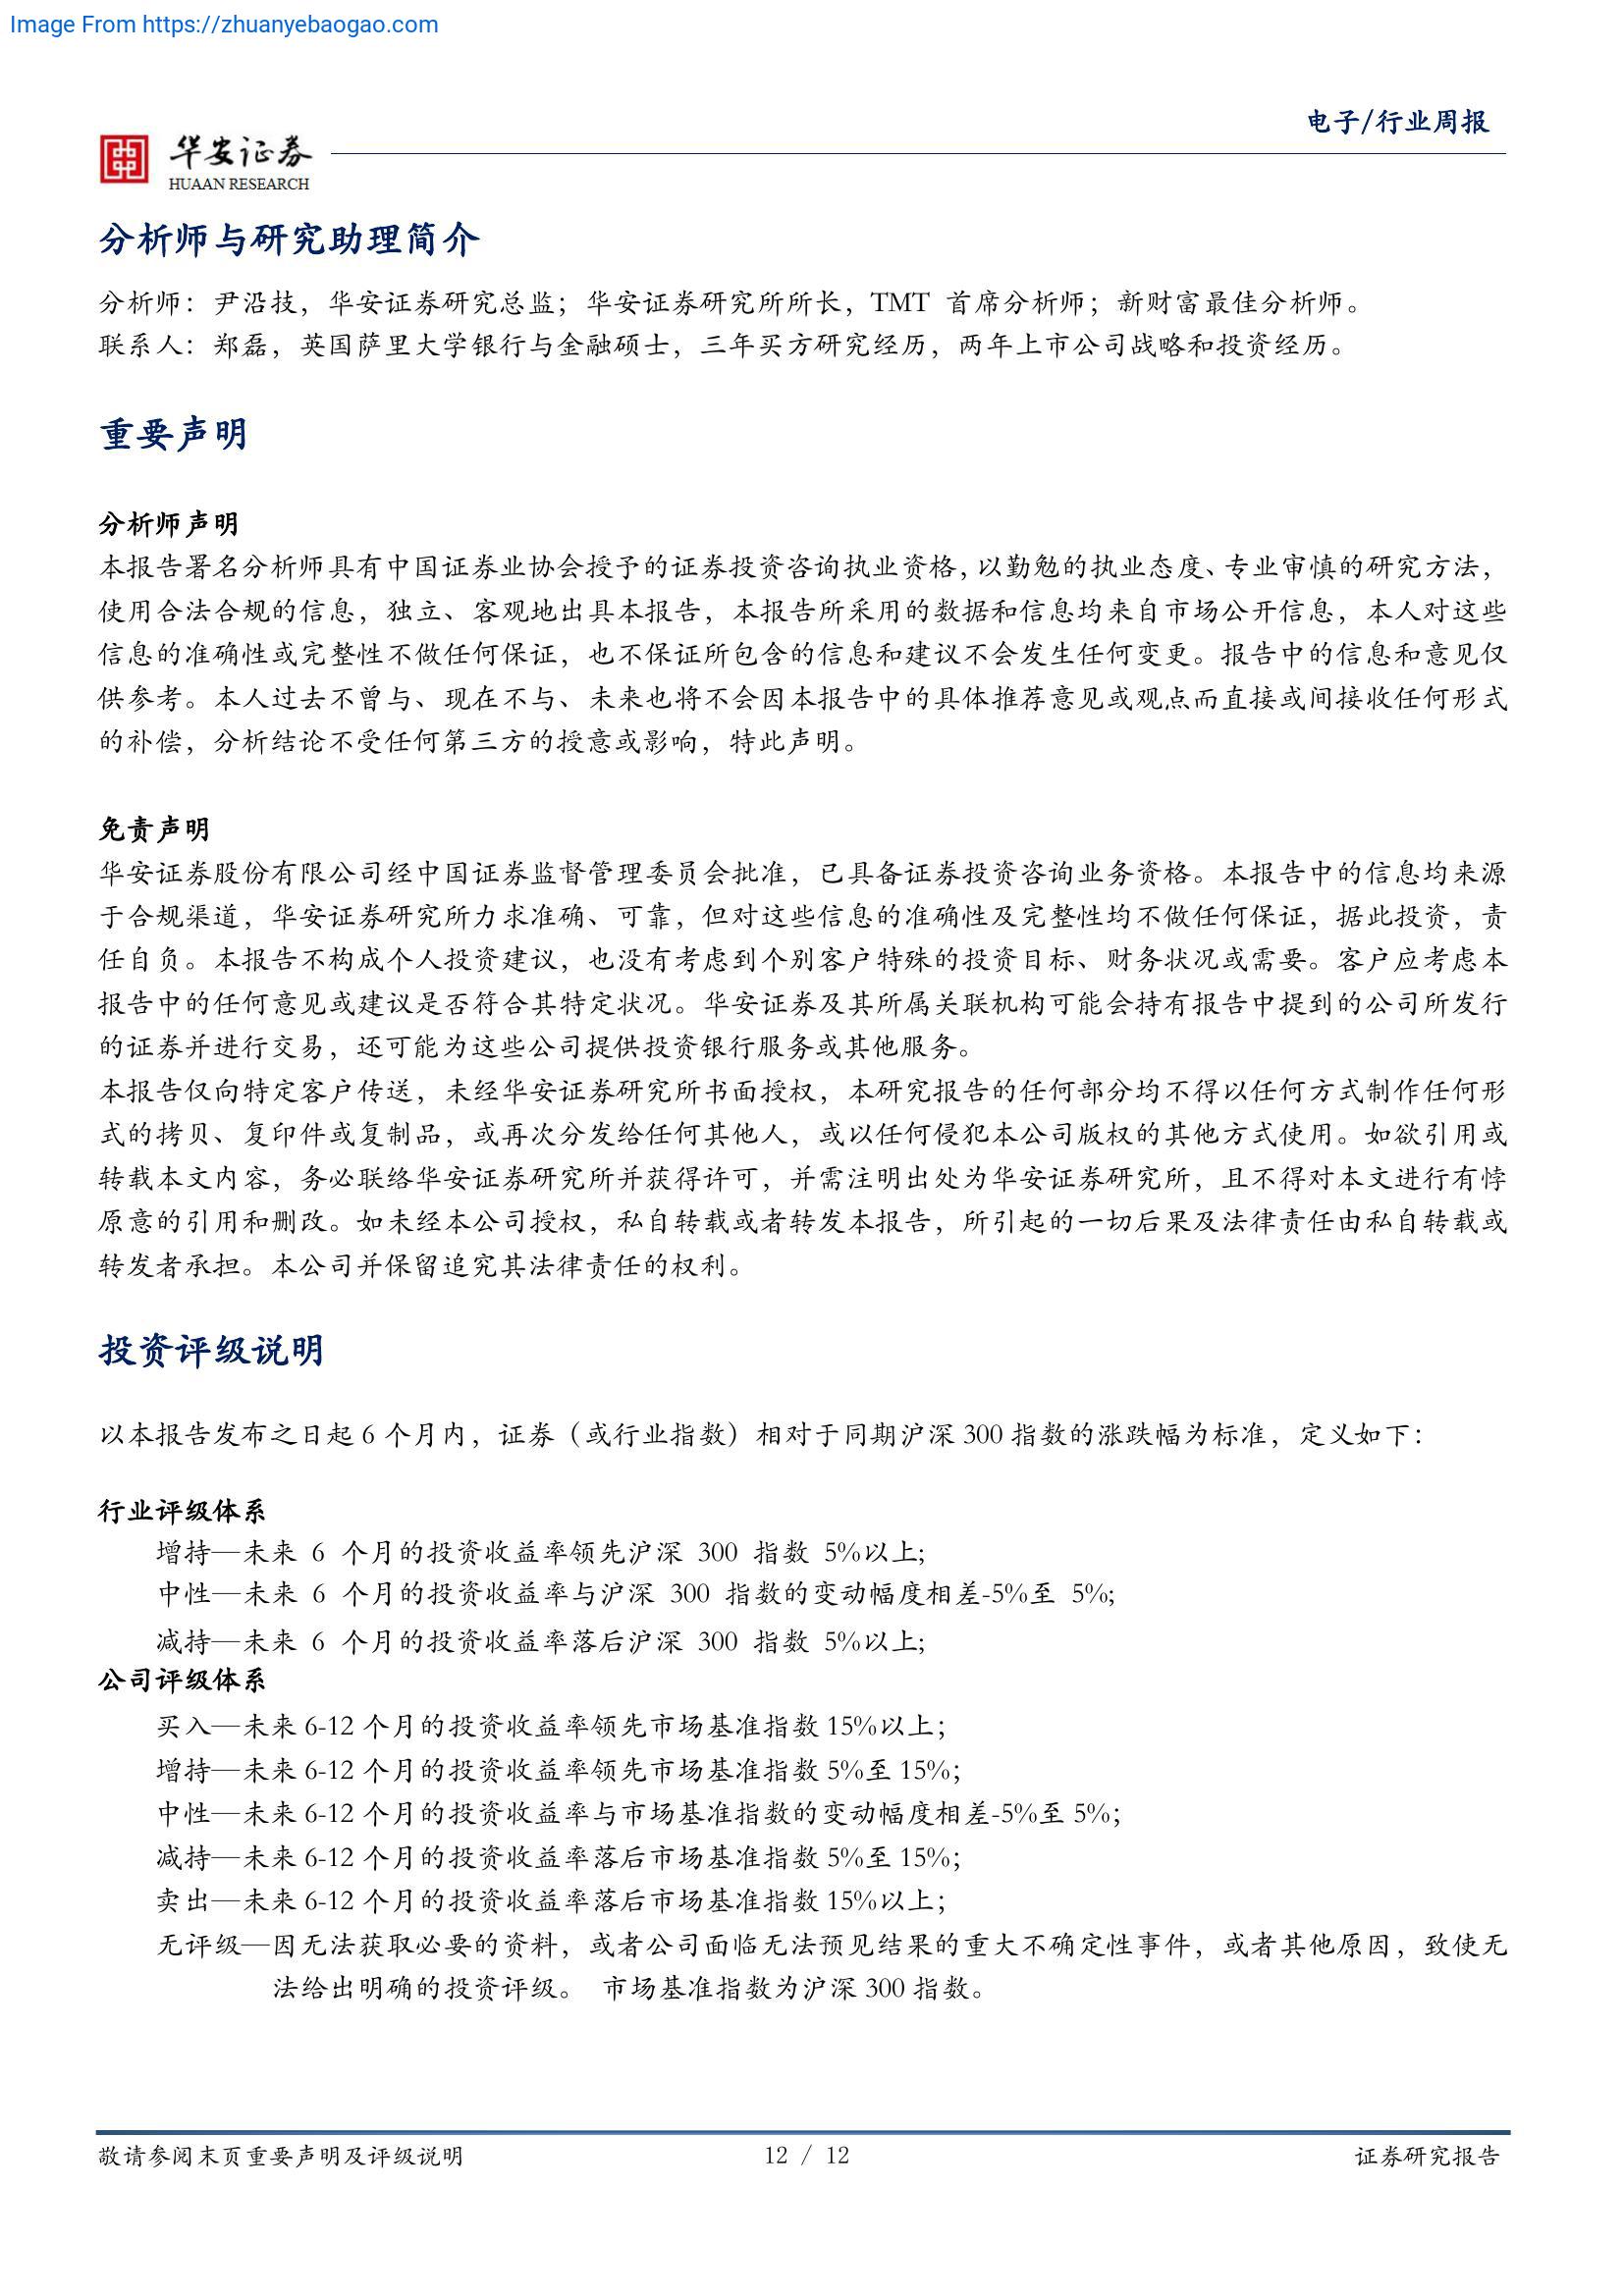 Image From https://zhuanyebaogao.com
电子/行业周报
华安证券
HUAAN RESEARCH
分析师与研究助理简介
分析师：尹沿技，华安证券研究总监；华安证券研究所所长，TMT 首席分析师；新财富最佳分析师。
联系人：郑磊，英国萨里大学银行与金融硕士，三年买方研究经历，两年上市公司战略和投资经历。
重要声明
分析师声明
本报告署名分析师具有中国证券业协会授予的证券投资咨询执业资格，以勤勉的执业态度、专业审慎的研究方法，
使用合法合规的信息，独立、客观地出具本报告，本报告所采用的数据和信息均来自市场公开信息，本人对这些
信息的准确性或完整性不做任何保证，也不保证所包含的信息和建议不会发生任何变更。报告中的信息和意见仅
供参考。本人过去不曾与、现在不与、未来也将不会因本报告中的具体推荐意见或观点而直接或间接收任何形式
的补偿，分析结论不受任何第三方的授意或影响，特此声明。
免责声明
华安证券股份有限公司经中国证券监督管理委员会批准，已具备证券投资咨询业务资格。本报告中的信息均来源
于合规渠道，华安证券研究所力求准确、可靠，但对这些信息的准确性及完整性均不做任何保证，据此投资，责
任自负。本报告不构成个人投资建议，也没有考虑到个别客户特殊的投资目标、财务状况或需要。客户应考虑本
报告中的任何意见或建议是否符合其特定状况。华安证券及其所属关联机构可能会持有报告中提到的公司所发行
的证券并进行交易，还可能为这些公司提供投资银行服务或其他服务。
本报告仅向特定客户传送，未经华安证券研究所书面授权，本研究报告的任何部分均不得以任何方式制作任何形
式的拷贝、复印件或复制品，或再次分发给任何其他人，或以任何侵犯本公司版权的其他方式使用。如欲引用或
转载本文内容，务必联络华安证券研究所并获得许可，并需注明出处为华安证券研究所，且不得对本文进行有悖
原意的引用和删改。如未经本公司授权，私自转载或者转发本报告，所引起的一切后果及法律责任由私自转载或
转发者承担。本公司并保留追究其法律责任的权利。
投资评级说明
以本报告发布之日起 6 个月内，证券（或行业指数）相对于同期沪深 300 指数的涨跌幅为标准，定义如下：
行业评级体系
增持—未来 6 个月的投资收益率领先沪深 300 指数 5%以上;
中性—未来 6 个月的投资收益率与沪深 300 指数的变动幅度相差-5%至 5%;
减持—未来 6 个月的投资收益率落后沪深 300 指数 5%以上;
公司评级体系
买入—未来 6-12 个月的投资收益率领先市场基准指数 15%以上；
增持—未来 6-12 个月的投资收益率领先市场基准指数 5%至 15%；
中性—未来 6-12 个月的投资收益率与市场基准指数的变动幅度相差-5%至 5%；
减持—未来 6-12 个月的投资收益率落后市场基准指数 5%至 15%；
卖出—未来 6-12 个月的投资收益率落后市场基准指数 15%以上；
无评级—因无法获取必要的资料，或者公司面临无法预见结果的重大不确定性事件，或者其他原因，致使无
法给出明确的投资评级。 市场基准指数为沪深 300 指数。
敬请参阅末页重要声明及评级说明
12 / 12
证券研究报告